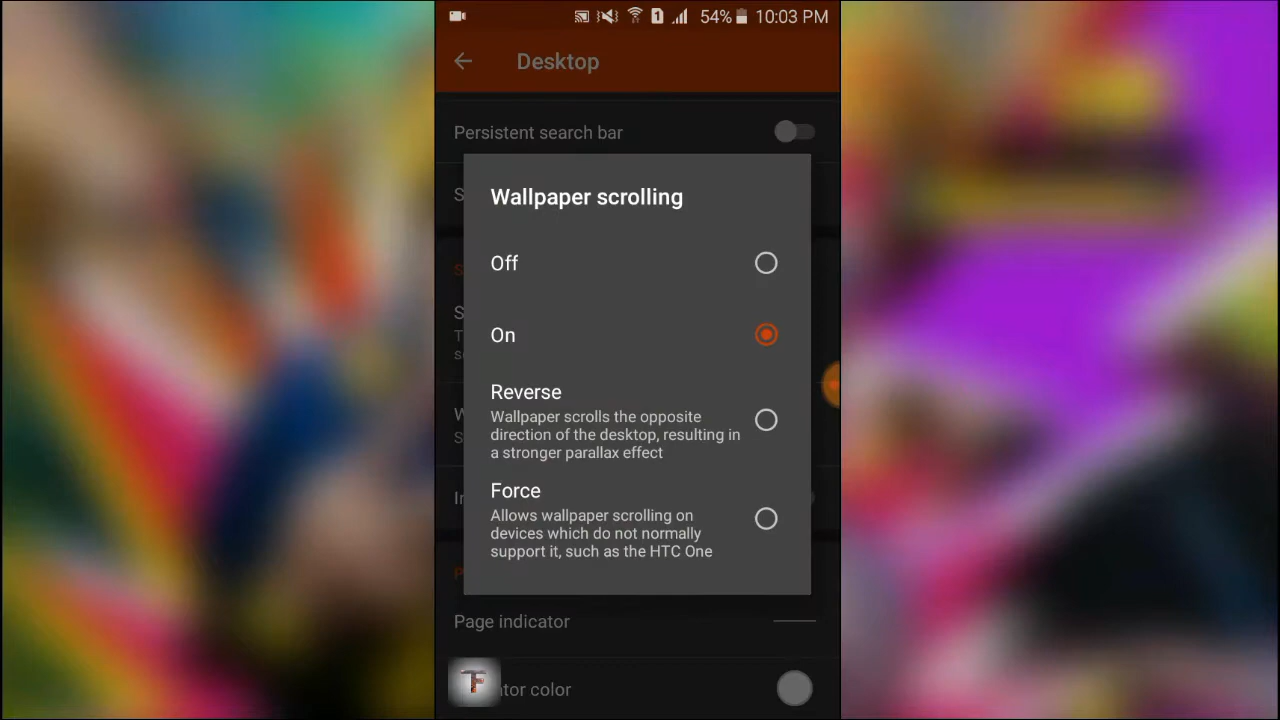 54% 10:03 PM
Desktop
Persistent search bar
Wallpaper scrolling
Off
On
Reverse
Wallpaper scrolls the opposite
direction of the desktop, resulting in
a stronger parallax effect
Force
Allows wallpaper scrolling on
devices which do not normally
support it, such as the HTC One
Page indicator
color